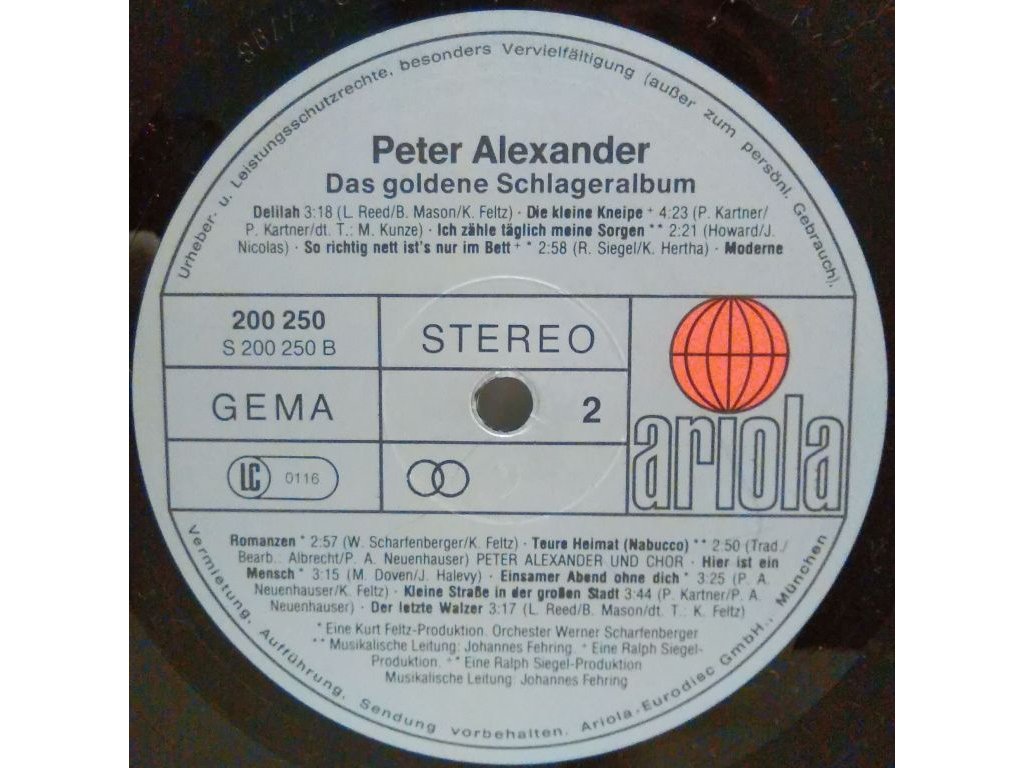 Urheber- u. Leistungsschutzrechte, besonders Vervielfältigung (außer zum persönl. Gebrauch),
Peter Alexander
Das goldene Schlageralbum
Delilah 3:18 (L. Reed/B. Mason/K. Feltz) · Die kleine Kneipe + 4:23 (P. Kartner/
P. Kartner/dt. T.: M. Kunze) · Ich zähle täglich meine Sorgen ** 2:21 (Howard/J.
Nicolas) · So richtig nett ist's nur im Bett + * 2:58 (R. Siegel/K. Hertha) · Moderne
200 250
S 200 250 B
STEREO
GEMA
2
LC 0116
ariola
Romanzen * 2:57 (W. Scharfenberger/K. Feltz) · Teure Heimat (Nabucco) ** 2:50 (Trad./
Bearb.: Albrecht/P. A. Neuenhauser) PETER ALEXANDER UND CHOR · Hier ist ein
Mensch * 3:15 (M. Doven/J. Halevy) · Einsamer Abend ohne dich * 3:25 (P. A.
Neuenhauser/K. Feltz) · Kleine Straße in der großen Stadt 3:44 (P. Kartner/P. A.
Neuenhauser) · Der letzte Walzer 3:17 (L. Reed/B. Mason/dt. T.: K. Feltz)
* Eine Kurt Feltz-Produktion. Orchester Werner Scharfenberger
** Musikalische Leitung: Johannes Fehring. + Eine Ralph Siegel-
Produktion. +* Eine Ralph Siegel-Produktion
Musikalische Leitung: Johannes Fehring
Vermietung, Aufführung, Sendung vorbehalten. Ariola-Eurodisc GmbH., München